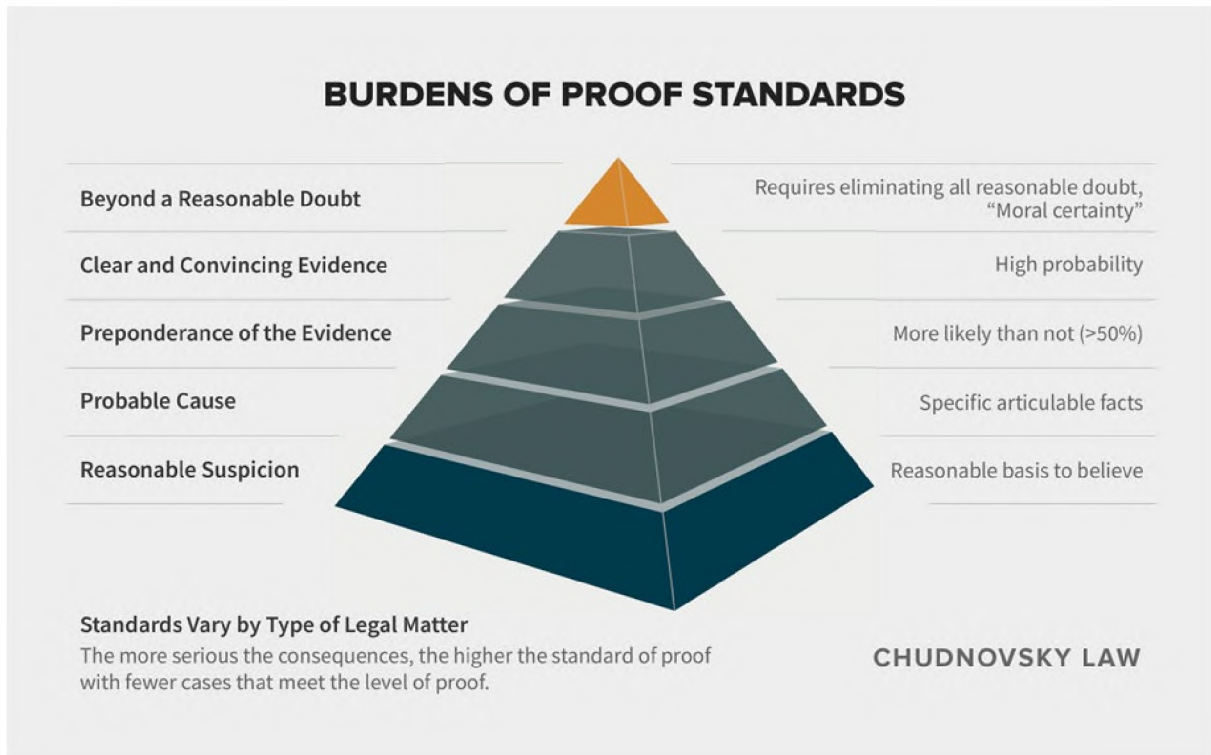 BURDENS OF PROOF STANDARDS
Beyond a Reasonable Doubt
Requires eliminating all reasonable doubt,
“Moral certainty”
Clear and Convincing Evidence
High probability
Preponderance of the Evidence
More likely than not (>50%)
Probable Cause
Specific articulable facts
Reasonable Suspicion
Reasonable basis to believe
Standards Vary by Type of Legal Matter
The more serious the consequences, the higher the standard of proof
with fewer cases that meet the level of proof.
CHUDNOVSKY LAW